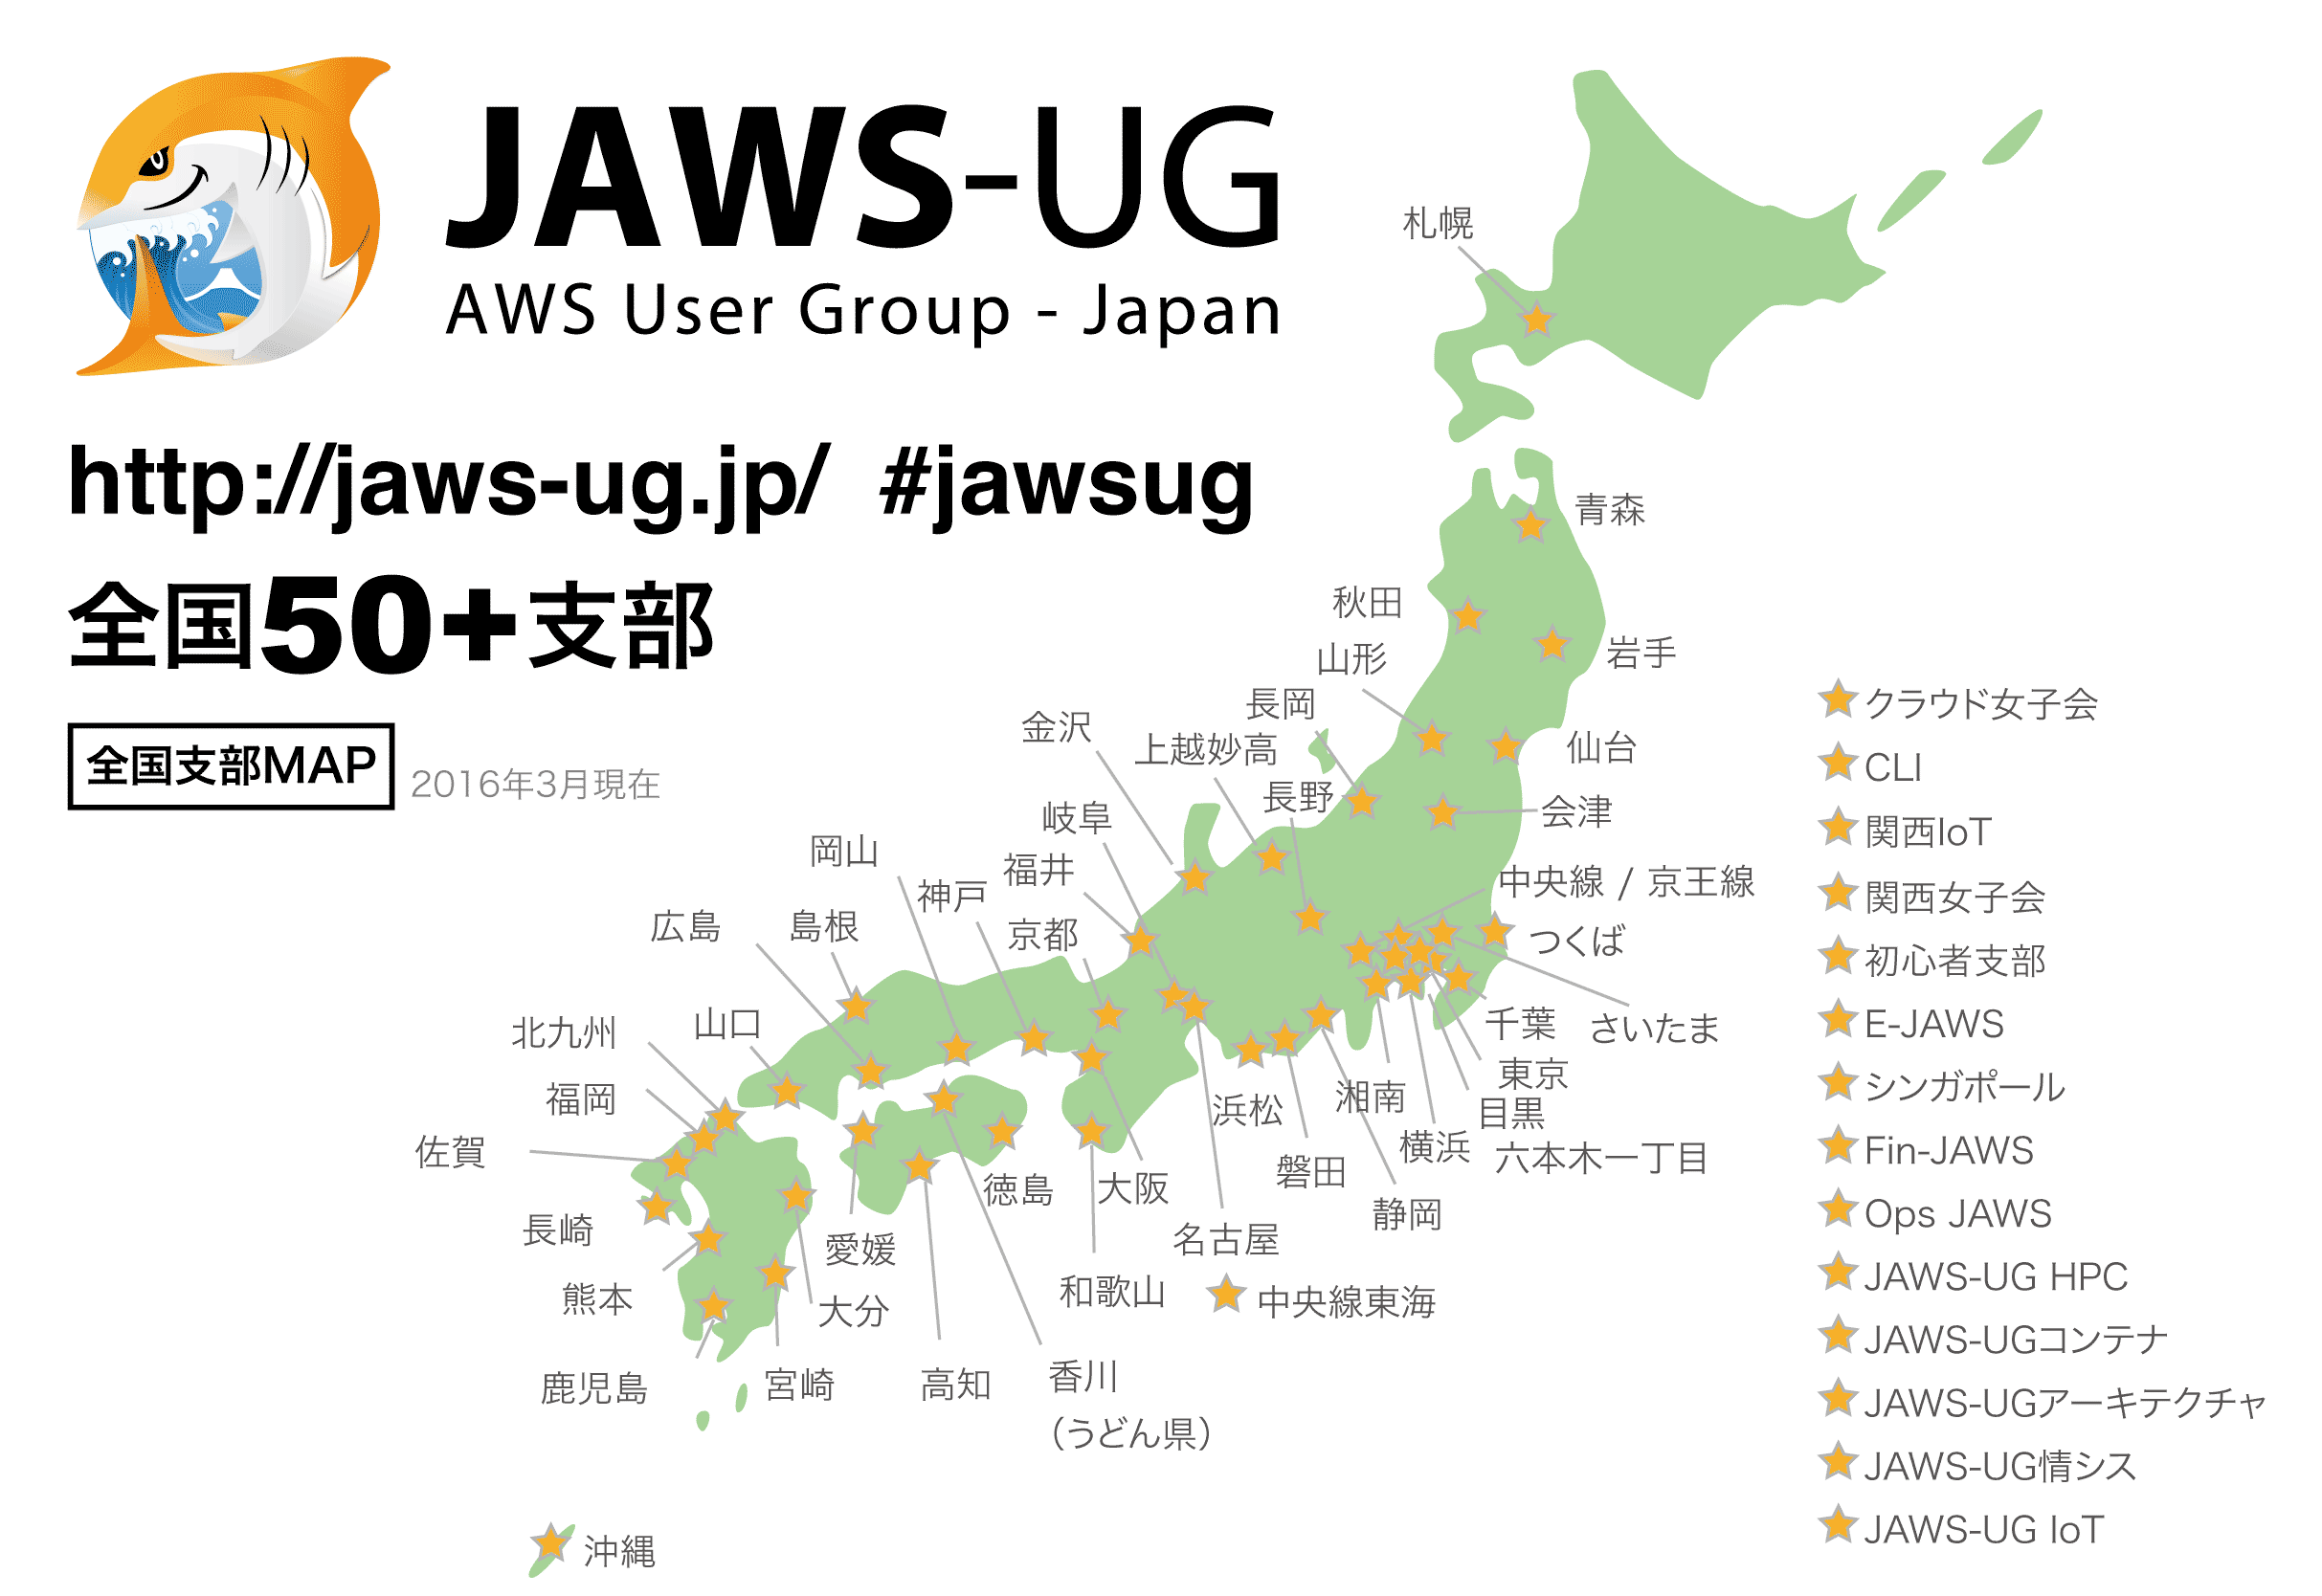 JAWS-UG
AWS User Group - Japan
http://jaws-ug.jp/ #jawsug
全国50+支部
全国支部MAP
2016年3月現在
札幌
青森
秋田
岩手
山形
長岡
金沢
上越妙高
仙台
長野
岐阜
会津
岡山
福井
神戸
中央線 / 京王線
広島
島根
京都
つくば
北九州
山口
千葉
さいたま
東京
福岡
湘南
浜松
目黒
佐賀
横浜
六本木一丁目
磐田
徳島
大阪
静岡
長崎
愛媛
名古屋
熊本
大分
和歌山
中央線東海
鹿児島
宮崎
高知
香川
（うどん県）
沖縄
クラウド女子会
CLI
関西IoT
関西女子会
初心者支部
E-JAWS
シンガポール
Fin-JAWS
Ops JAWS
JAWS-UG HPC
JAWS-UGコンテナ
JAWS-UGアーキテクチャ
JAWS-UG情シス
JAWS-UG IoT